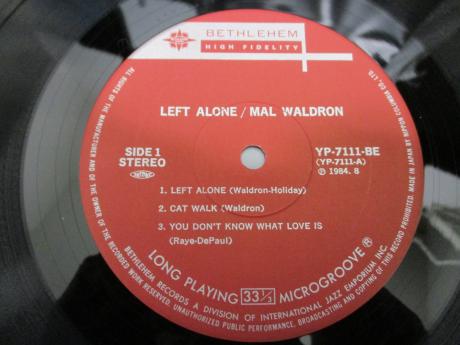 BETHLEHEM
HIGH FIDELITY
LEFT ALONE / MAL WALDRON
SIDE 1
STEREO
YP-7111-BE
(YP-7111-A)
Ⓟ 1984. 8
1. LEFT ALONE (Waldron-Holiday)
2. CAT WALK (Waldron)
3. YOU DON'T KNOW WHAT LOVE IS
(Raye-DePaul)
LONG PLAYING 33 1/3 MICROGROOVE ®
BETHLEHEM RECORDS A DIVISION OF INTERNATIONAL JAZZ EMPORIUM INC.
ALL RIGHTS OF THE MANUFACTURER AND OF THE OWNER OF THE RECORDED WORK RESERVED. UNAUTHORIZED PUBLIC PERFORMANCE, BROADCASTING AND COPYING OF THIS RECORD PROHIBITED. MADE IN JAPAN BY NIPPON COLUMBIA CO., LTD.